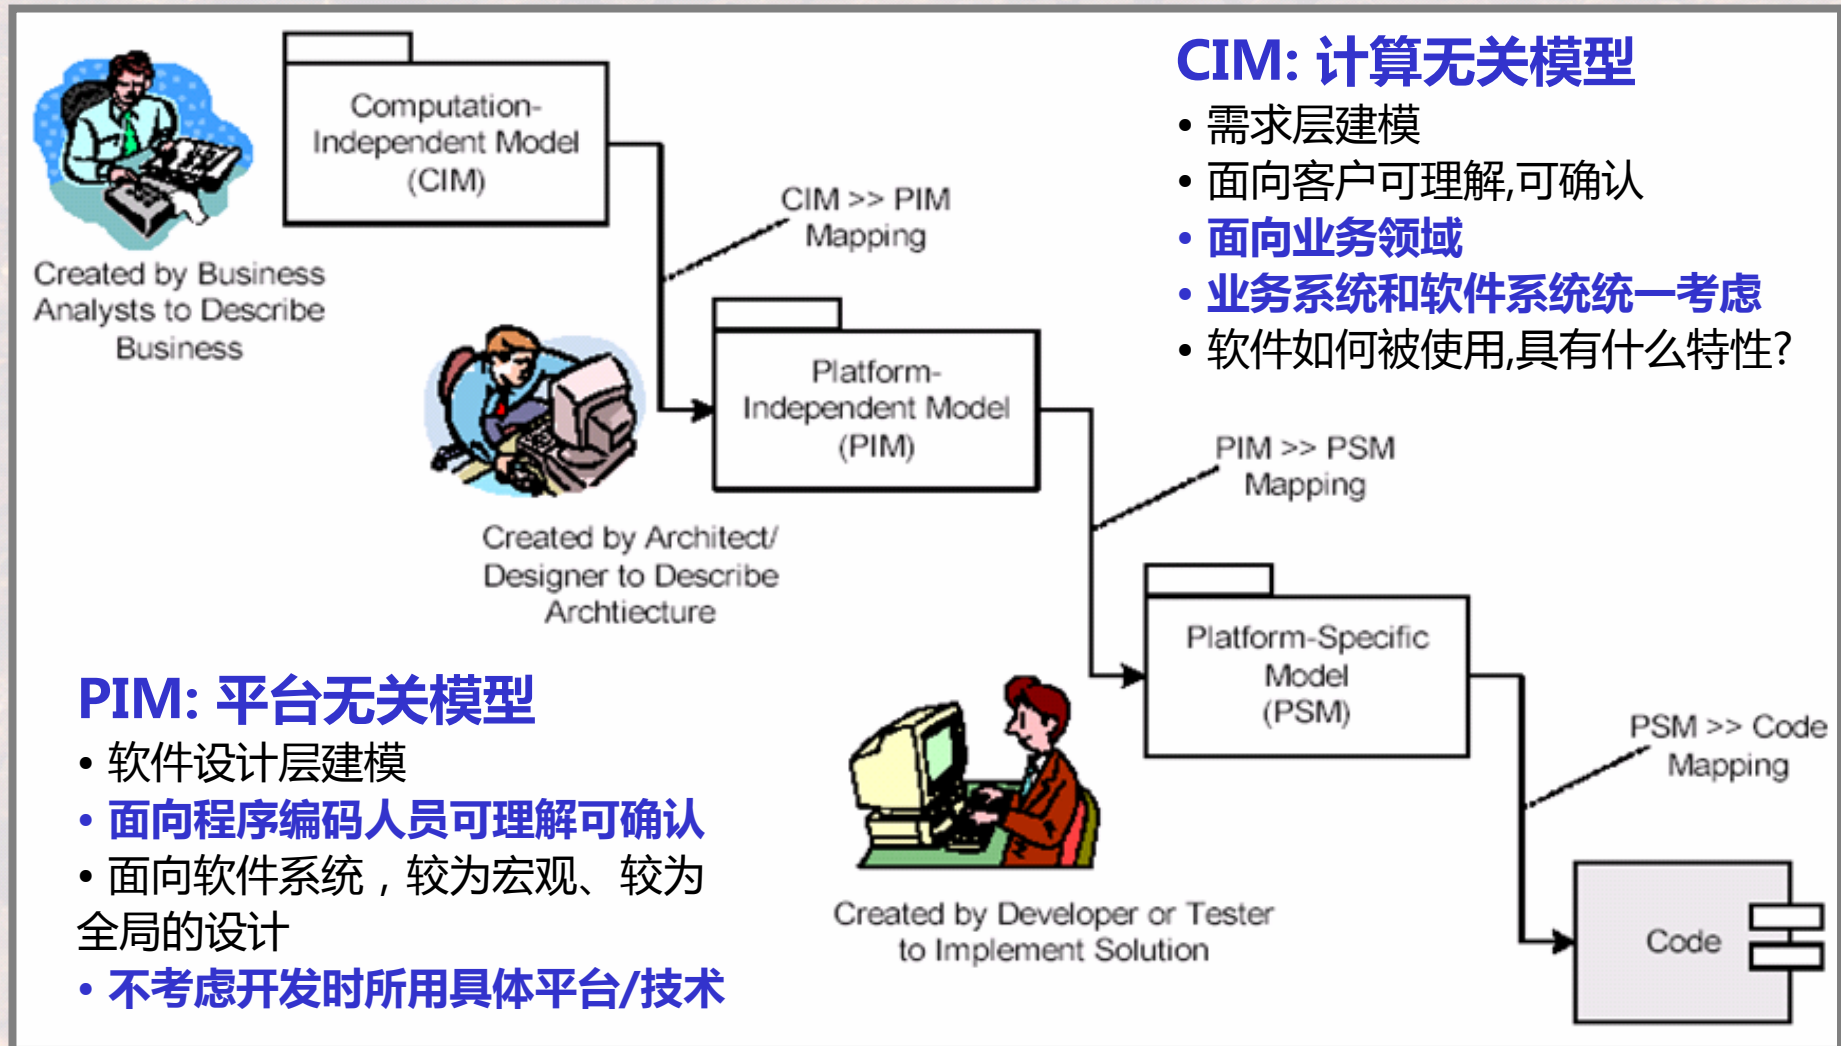 Computation-
Independent Model
(CIM)
Created by Business
Analysts to Describe
Business
CIM >> PIM
Mapping
CIM: 计算无关模型
• 需求层建模
• 面向客户可理解,可确认
• 面向业务领域
• 业务系统和软件系统统一考虑
• 软件如何被使用,具有什么特性?
Platform-
Independent Model
(PIM)
Created by Architect/
Designer to Describe
Archtiecture
PIM >> PSM
Mapping
Platform-Specific
Model
(PSM)
PIM: 平台无关模型
• 软件设计层建模
• 面向程序编码人员可理解可确认
• 面向软件系统，较为宏观、较为
全局的设计
• 不考虑开发时所用具体平台/技术
Created by Developer or Tester
to Implement Solution
PSM >> Code
Mapping
Code